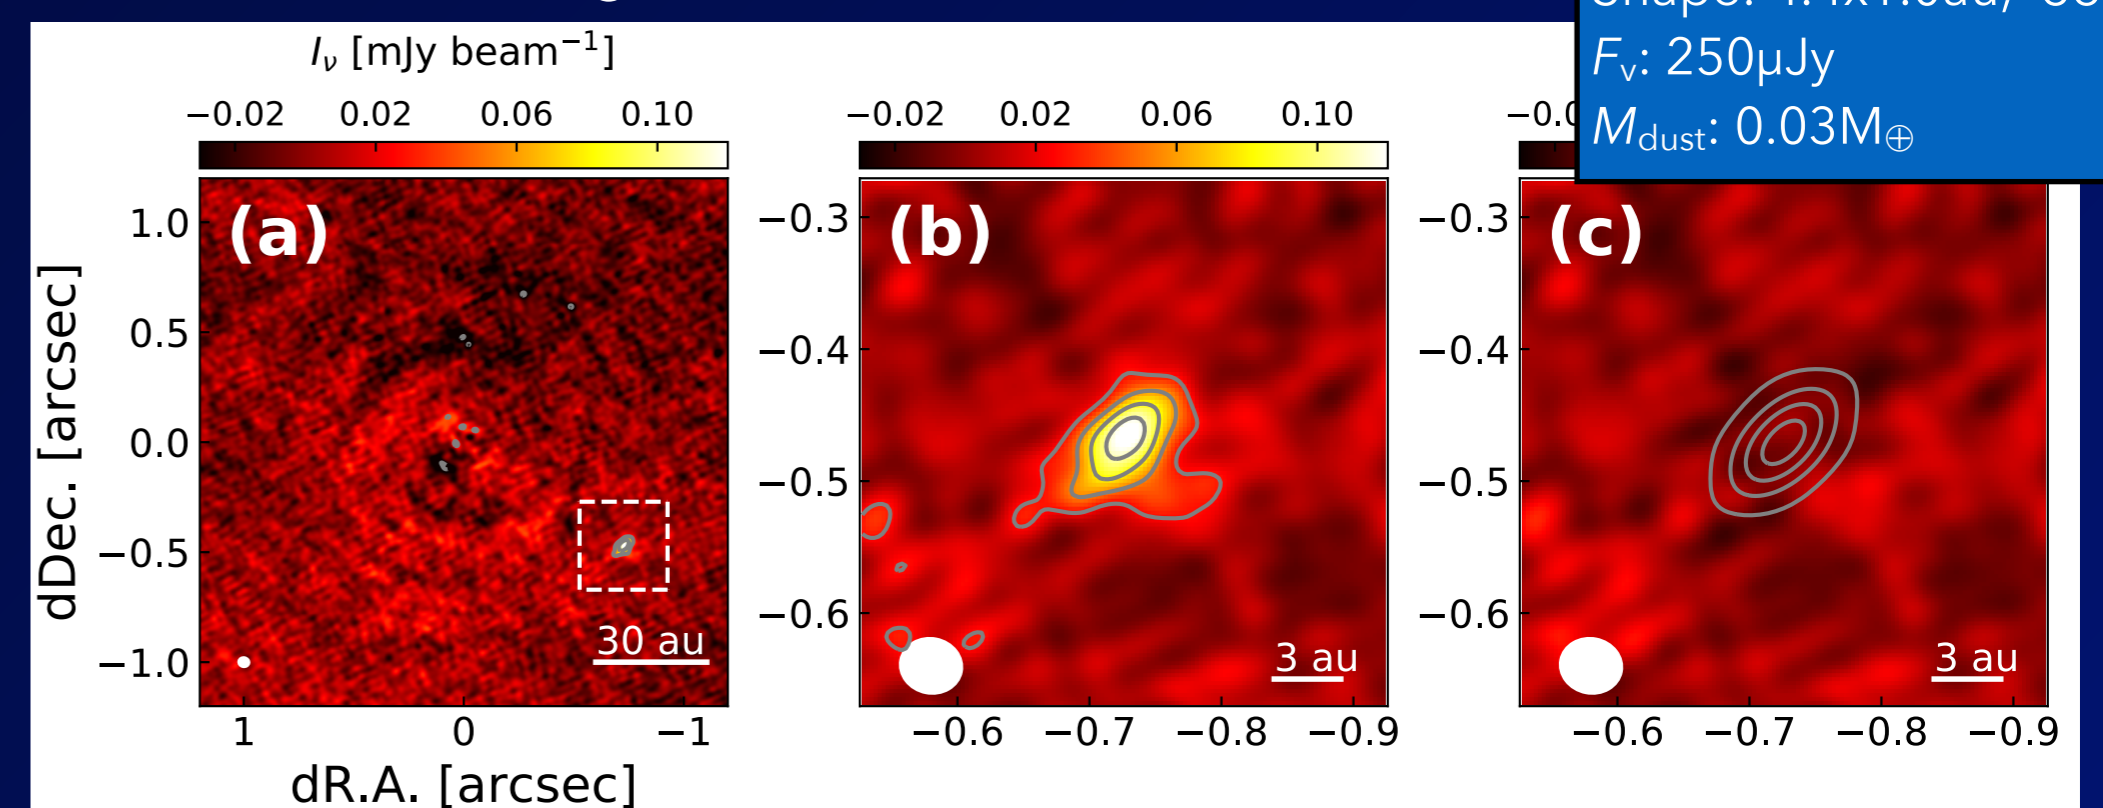 F_ν: 250μJy
M_dust: 0.03M⊕
I_ν [mJy beam⁻¹]
−0.02 0.02 0.06 0.10
−0.02 0.02 0.06 0.10
(a)
(b)
(c)
dDec. [arcsec]
1.0
0.5
0.0
−0.5
−1.0
−0.3
−0.4
−0.5
−0.6
−0.3
−0.4
−0.5
−0.6
30 au
3 au
3 au
1 0 −1
−0.6 −0.7 −0.8 −0.9
−0.6 −0.7 −0.8 −0.9
dR.A. [arcsec]